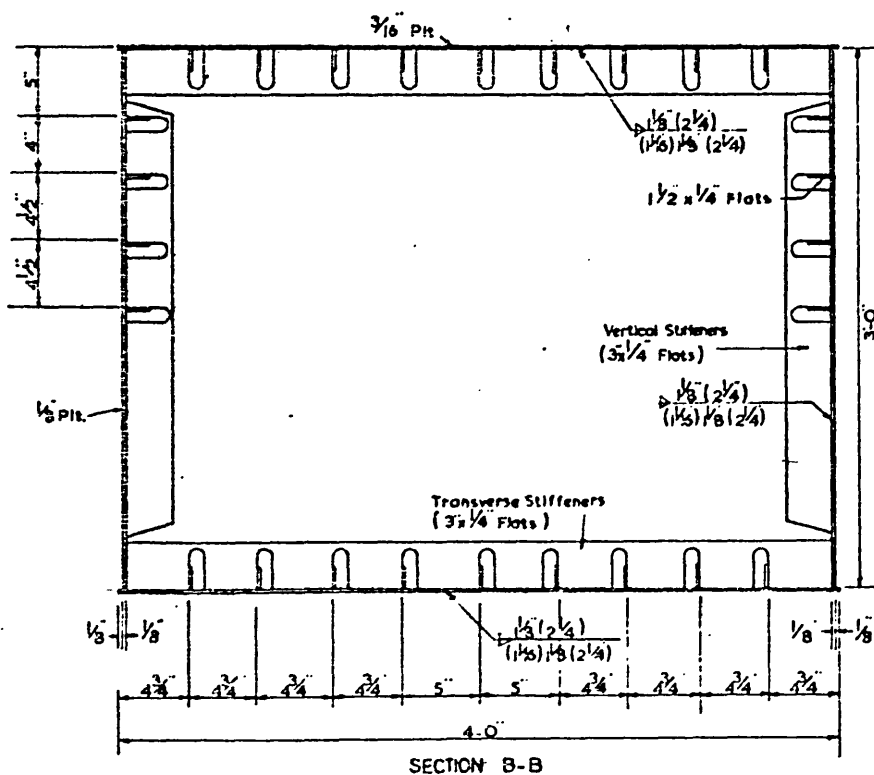 3/16" Plt
5"
4"
4 1/2"
4 1/2"
1/8" (2 1/4")
(1 1/16) 1/8" (2 1/4)
1 1/2" x 1/4" Flats
Vertical Stiffeners
(3" x 1/4" Flats)
3'-0"
1/8" (2 1/4")
(1 1/16) 1/8 (2 1/4)
Plt.
Transverse Stiffeners
(3" x 1/4" Flats)
1/8" (2 1/4)
(1 1/16) 1/8 (2 1/4)
1/8" 1/8" 1/8" 1/8"
4 3/4" 4 3/4" 4 3/4" 4 3/4" 5" 5" 4 3/4" 4 3/4" 4 3/4" 4 3/4"
4-0"
SECTION B-B